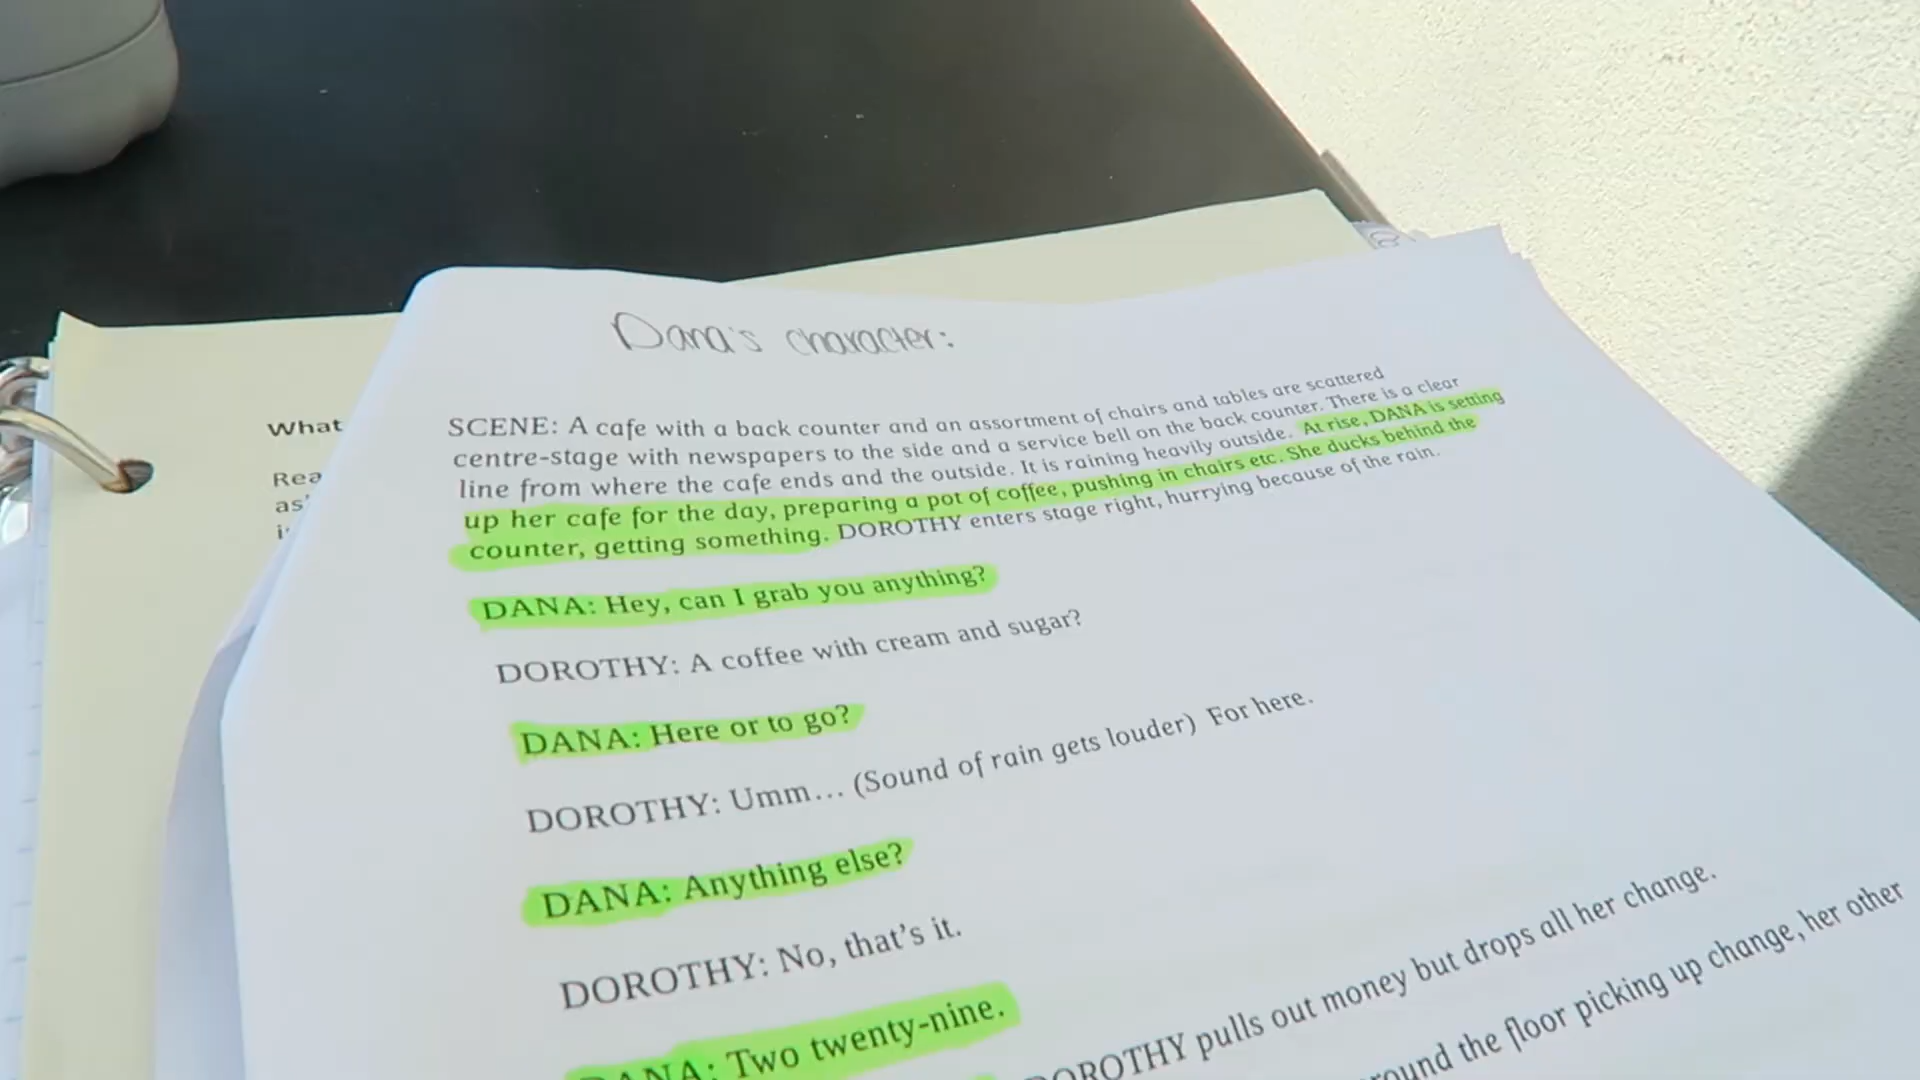 Dana's character:
What
Rea
as
SCENE: A cafe with a back counter and an assortment of chairs and tables are scattered
centre-stage with newspapers to the side and a service bell on the back counter. There is a clear
line from where the cafe ends and the outside. It is raining heavily outside. At rise, DANA is setting
up her cafe for the day, preparing a pot of coffee, pushing in chairs etc. She ducks behind the
counter, getting something. DOROTHY enters stage right, hurrying because of the rain.
DANA: Hey, can I grab you anything?
DOROTHY: A coffee with cream and sugar?
DANA: Here or to go?
DOROTHY: Umm... (Sound of rain gets louder) For here.
DANA: Anything else?
DOROTHY: No, that's it.
DANA: Two twenty-nine.
DOROTHY pulls out money but drops all her change.
round the floor picking up change, her other